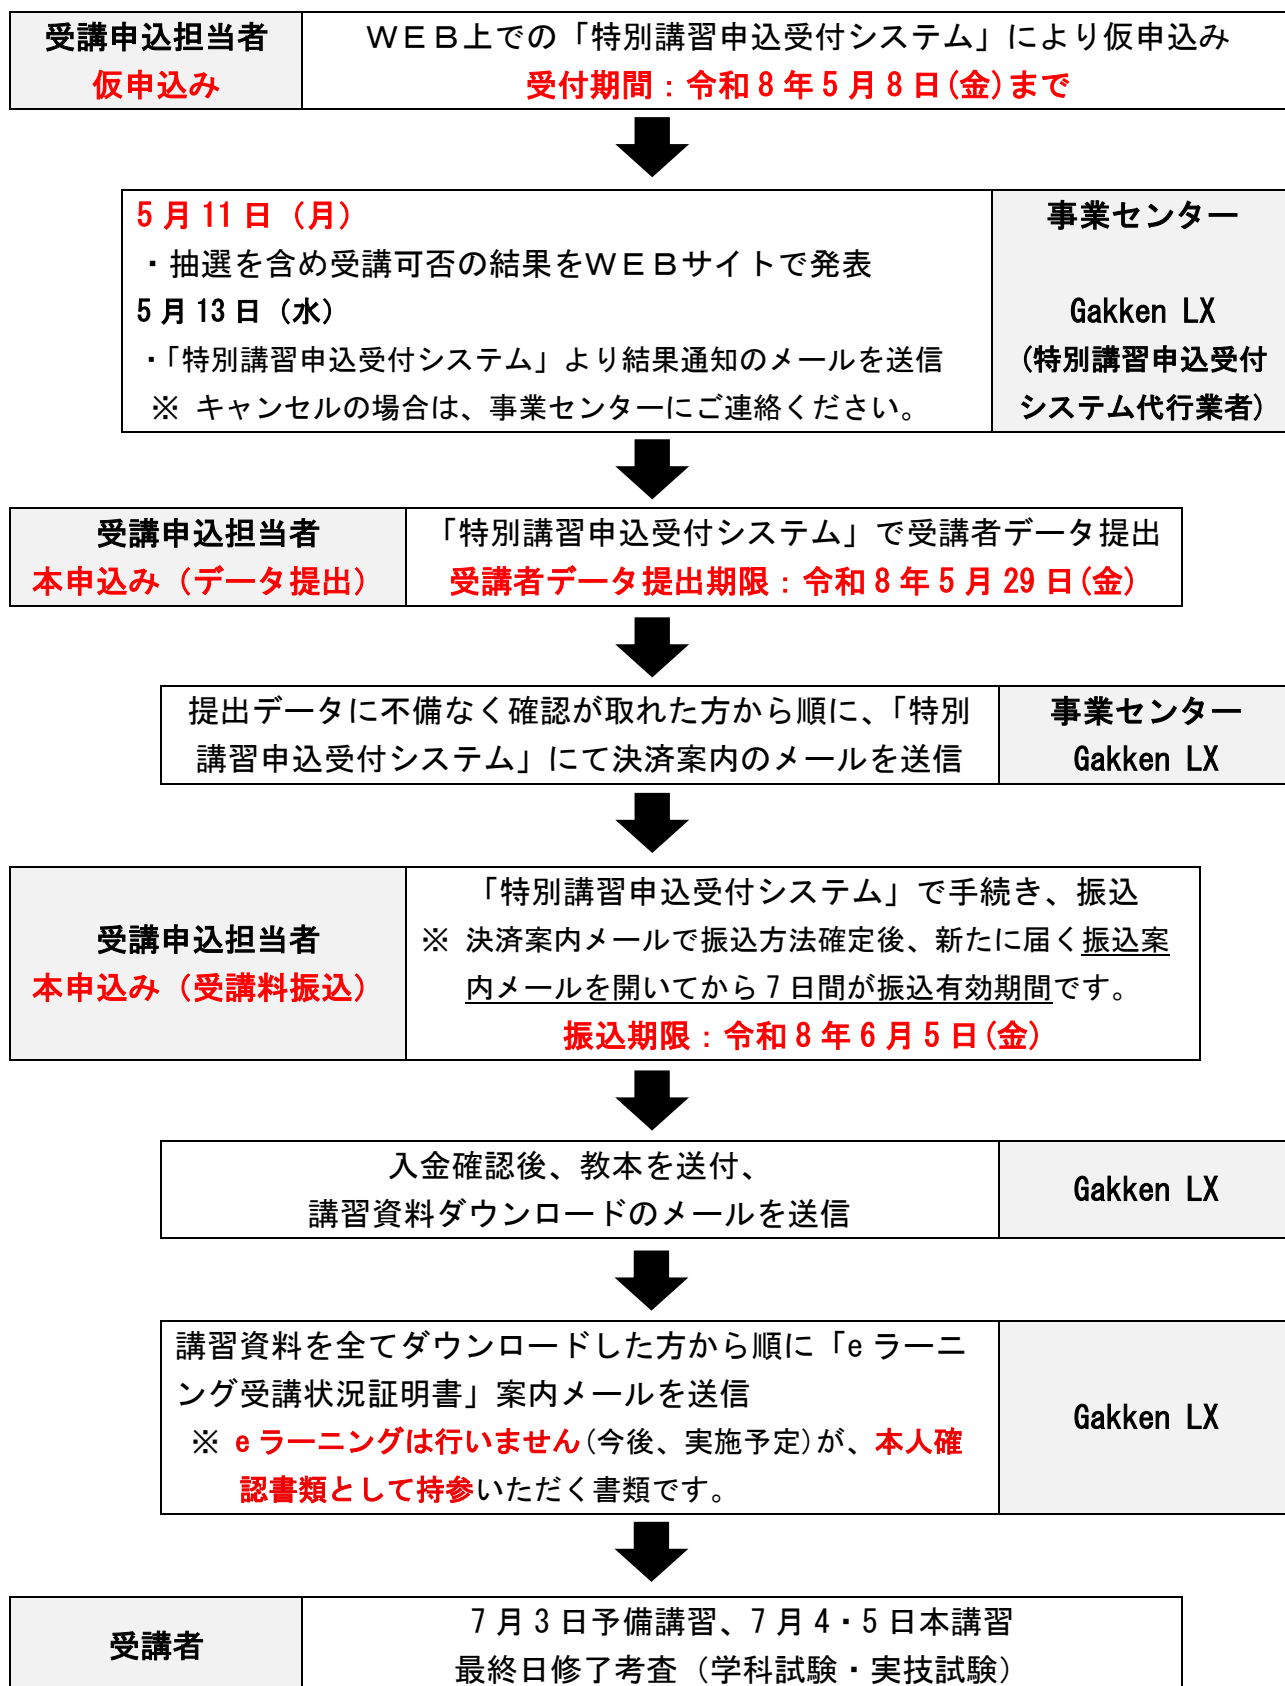 受講申込担当者
仮申込み
ＷＥＢ上での「特別講習申込受付システム」により仮申込み
受付期間：令和8年5月8日(金)まで
5月11日（月）
・抽選を含め受講可否の結果をＷＥＢサイトで発表
5月13日（水）
・「特別講習申込受付システム」より結果通知のメールを送信
※ キャンセルの場合は、事業センターにご連絡ください。
事業センター
Gakken LX
(特別講習申込受付
システム代行業者)
受講申込担当者
本申込み（データ提出）
「特別講習申込受付システム」で受講者データ提出
受講者データ提出期限：令和8年5月29日(金)
提出データに不備なく確認が取れた方から順に、「特別
講習申込受付システム」にて決済案内のメールを送信
事業センター
Gakken LX
受講申込担当者
本申込み（受講料振込）
「特別講習申込受付システム」で手続き、振込
※ 決済案内メールで振込方法確定後、新たに届く振込案
内メールを開いてから7日間が振込有効期間です。
振込期限：令和8年6月5日(金)
入金確認後、教本を送付、
講習資料ダウンロードのメールを送信
Gakken LX
講習資料を全てダウンロードした方から順に「eラーニ
ング受講状況証明書」案内メールを送信
※ eラーニングは行いません(今後、実施予定)が、本人確
認書類として持参いただく書類です。
Gakken LX
受講者
7月3日予備講習、7月4・5日本講習
最終日修了考査（学科試験・実技試験）